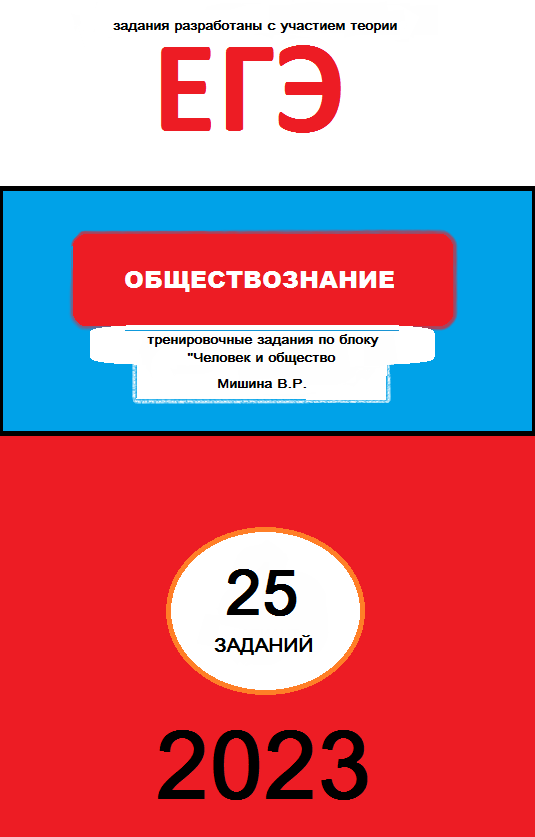 задания разработаны с участием теории
ЕГЭ
ОБЩЕСТВОЗНАНИЕ
тренировочные задания по блоку
"Человек и общество
Мишина В.Р.
25
ЗАДАНИЙ
2023